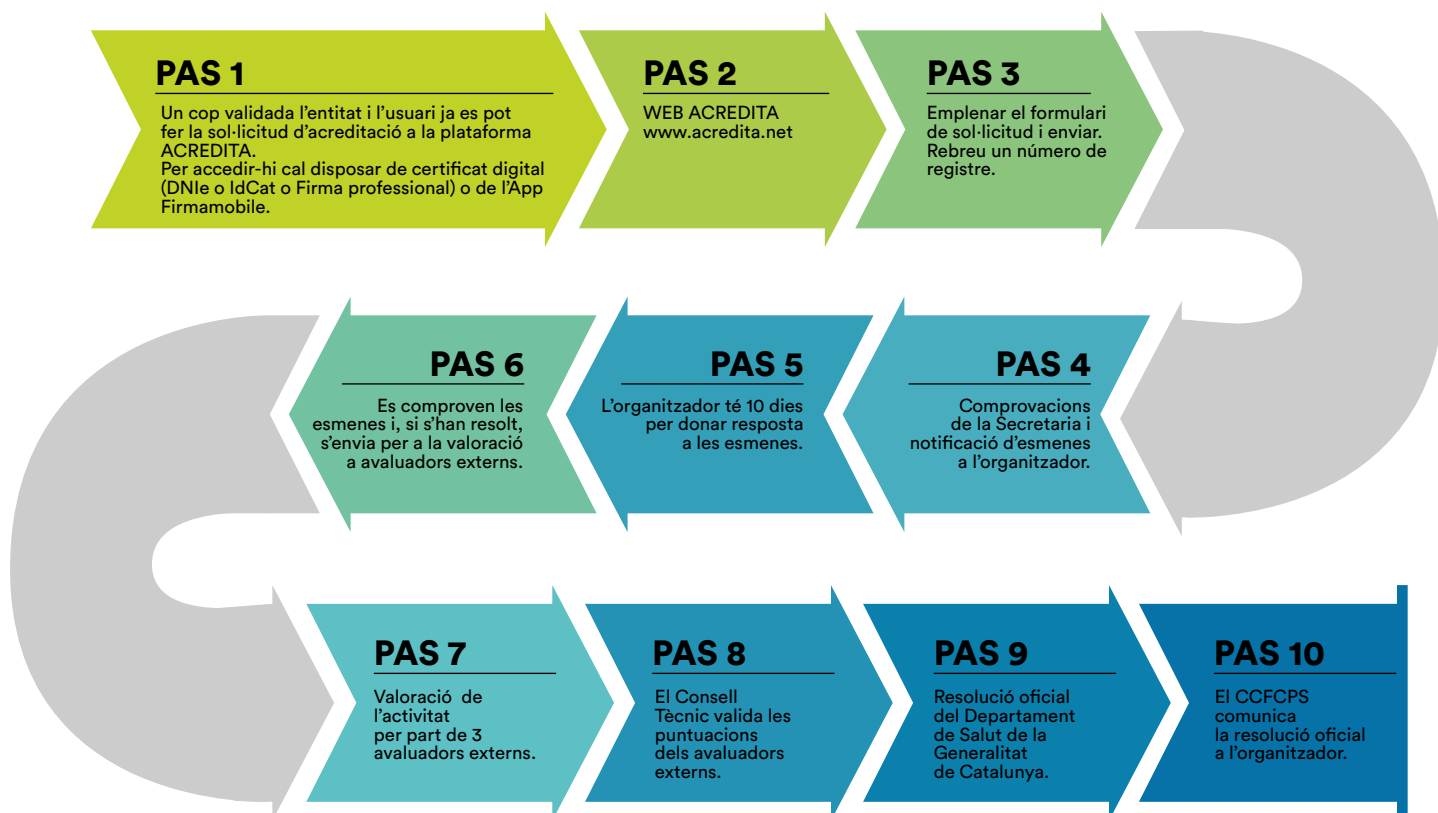 PAS 1
Un cop validada l'entitat i l'usuari ja es pot
fer la sol·licitud d'acreditació a la plataforma
ACREDITA.
Per accedir-hi cal disposar de certificat digital
(DNIe o IdCat o Firma professional) o de l'App
Firmamobile.
PAS 2
WEB ACREDITA
www.acredita.net
PAS 3
Emplenar el formulari
de sol·licitud i enviar.
Rebreu un número de
registre.
PAS 4
Comprovacions
de la Secretaria i
notificació d'esmenes
a l'organitzador.
PAS 5
L'organitzador té 10 dies
per donar resposta
a les esmenes.
PAS 6
Es comproven les
esmenes i, si s'han resolt,
s'envia per a la valoració
a avaluadors externs.
PAS 7
Valoració de
l'activitat
per part de 3
avaluadors externs.
PAS 8
El Consell
Tècnic valida les
puntuacions
dels avaluadors
externs.
PAS 9
Resolució oficial
del Departament
de Salut de la
Generalitat
de Catalunya.
PAS 10
El CCFCPS
comunica
la resolució oficial
a l'organitzador.